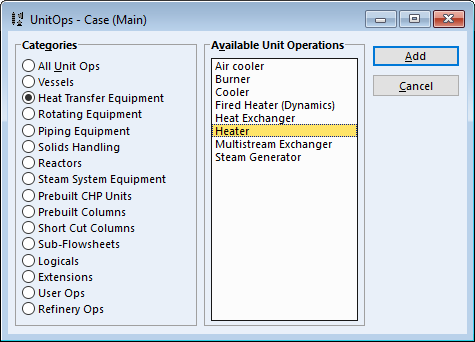 UnitOps - Case (Main)
Categories
All Unit Ops
Vessels
Heat Transfer Equipment
Rotating Equipment
Piping Equipment
Solids Handling
Reactors
Steam System Equipment
Prebuilt CHP Units
Prebuilt Columns
Short Cut Columns
Sub-Flowsheets
Logicals
Extensions
User Ops
Refinery Ops
Available Unit Operations
Air cooler
Burner
Cooler
Fired Heater (Dynamics)
Heat Exchanger
Heater
Multistream Exchanger
Steam Generator
Add
Cancel